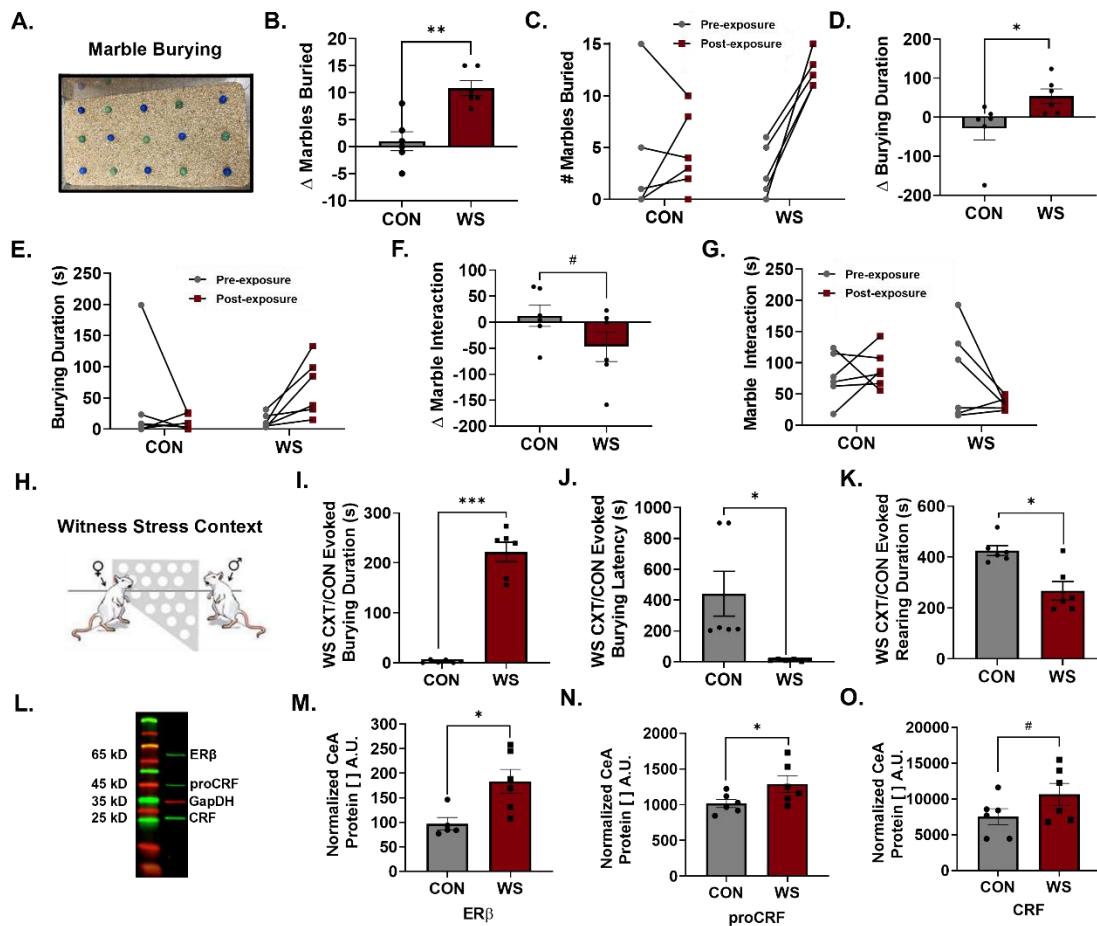 A.
Marble Burying
B.
**
Δ Marbles Buried
20
15
10
5
0
-5
-10
CON
WS
C.
Pre-exposure
Post-exposure
# Marbles Buried
15
10
5
0
CON
WS
D.
*
Δ Burying Duration
200
100
0
-100
-200
CON
WS
E.
Pre-exposure
Post-exposure
Burying Duration (s)
250
200
150
100
50
0
CON
WS
F.
#
Δ Marble Interaction
100
50
0
-50
-100
-150
-200
CON
WS
G.
Pre-exposure
Post-exposure
Marble Interaction (s)
250
200
150
100
50
0
CON
WS
H.
Witness Stress Context
♀
♂
I.
***
WS CXT/CON Evoked
Burying Duration (s)
300
200
100
0
CON
WS
J.
*
WS CXT/CON Evoked
Burying Latency (s)
1000
800
600
400
200
0
CON
WS
K.
*
WS CXT/CON Evoked
Rearing Duration (s)
600
400
200
0
CON
WS
L.
65 kD
ERβ
45 kD
proCRF
35 kD
GapDH
25 kD
CRF
M.
*
Normalized CeA
Protein [ ] A.U.
300
250
200
150
100
50
0
CON
WS
ERβ
N.
*
Normalized CeA
Protein [ ] A.U.
2000
1500
1000
500
0
CON
WS
proCRF
O.
#
Normalized CeA
Protein [ ] A.U.
20000
15000
10000
5000
0
CON
WS
CRF